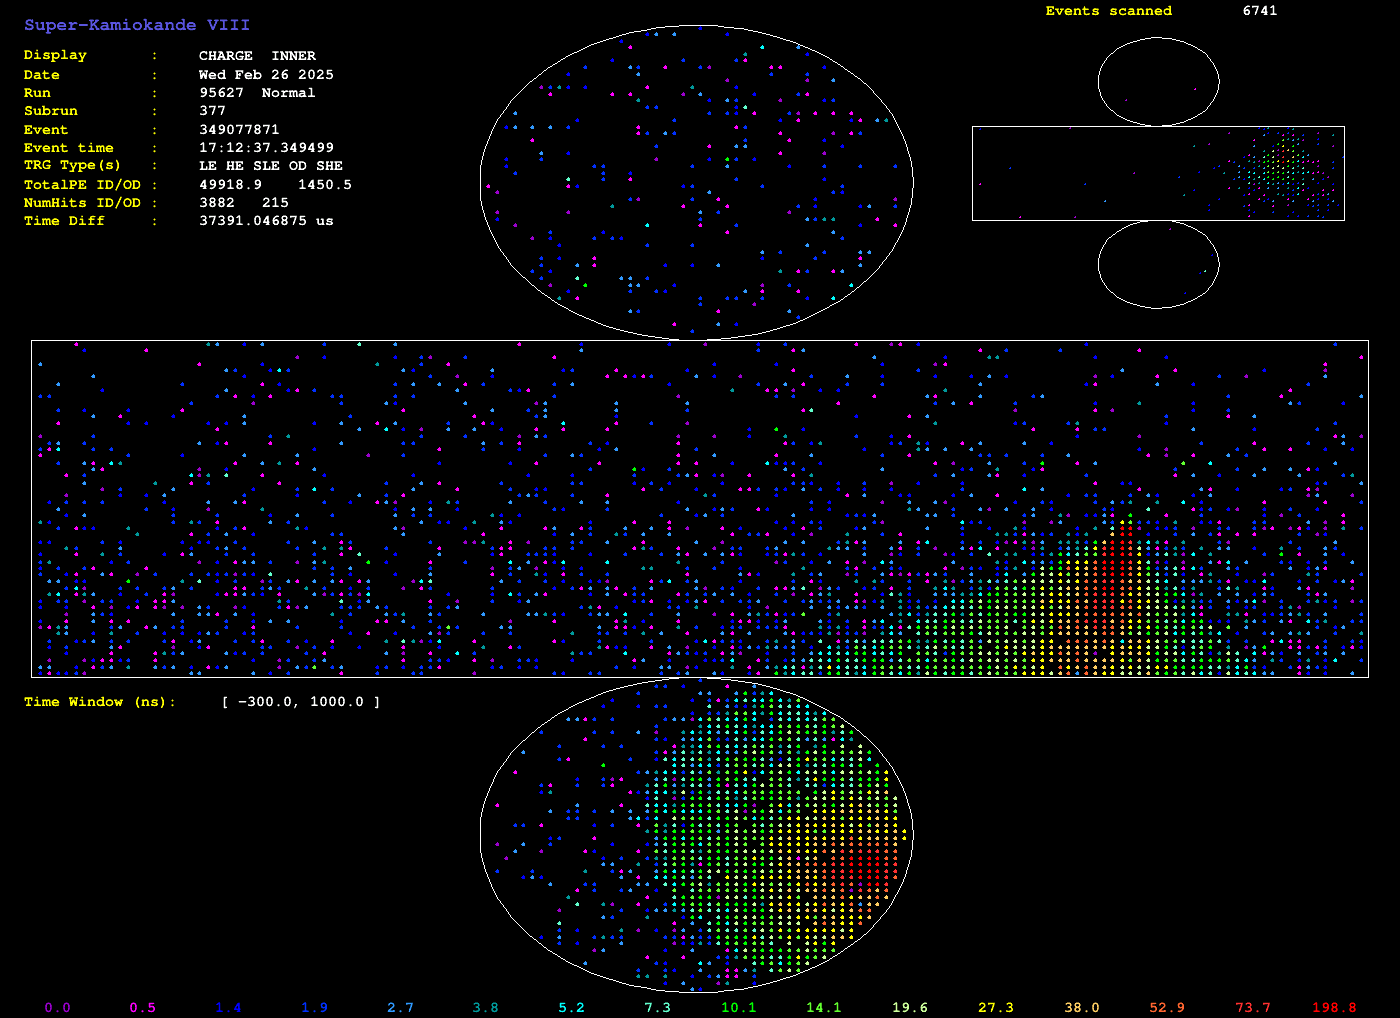 Super-Kamiokande VIII
Events scanned 6741
Display : CHARGE INNER
Date : Wed Feb 26 2025
Run : 95627 Normal
Subrun : 377
Event : 349077871
Event time : 17:12:37.349499
TRG Type(s) : LE HE SLE OD SHE
TotalPE ID/OD : 49918.9 1450.5
NumHits ID/OD : 3882 215
Time Diff : 37391.046875 us
Time Window (ns): [ -300.0, 1000.0 ]
0.0 0.5 1.4 1.9 2.7 3.8 5.2 7.3 10.1 14.1 19.6 27.3 38.0 52.9 73.7 198.8